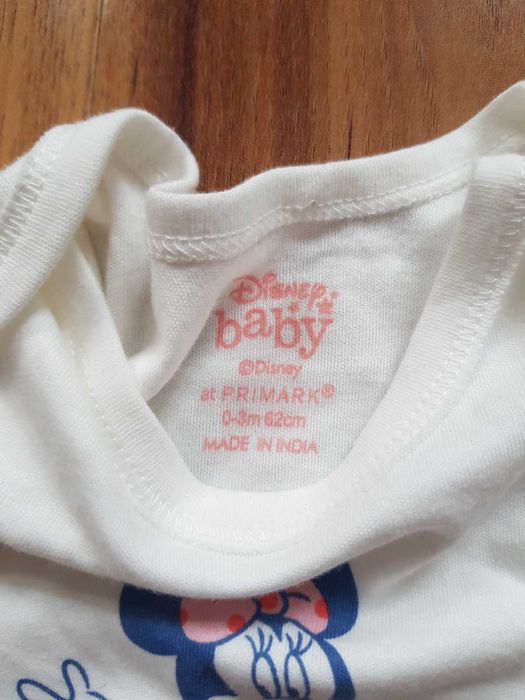 Disney
baby
©Disney
at PRIMARK®
0-3m 62cm
MADE IN INDIA